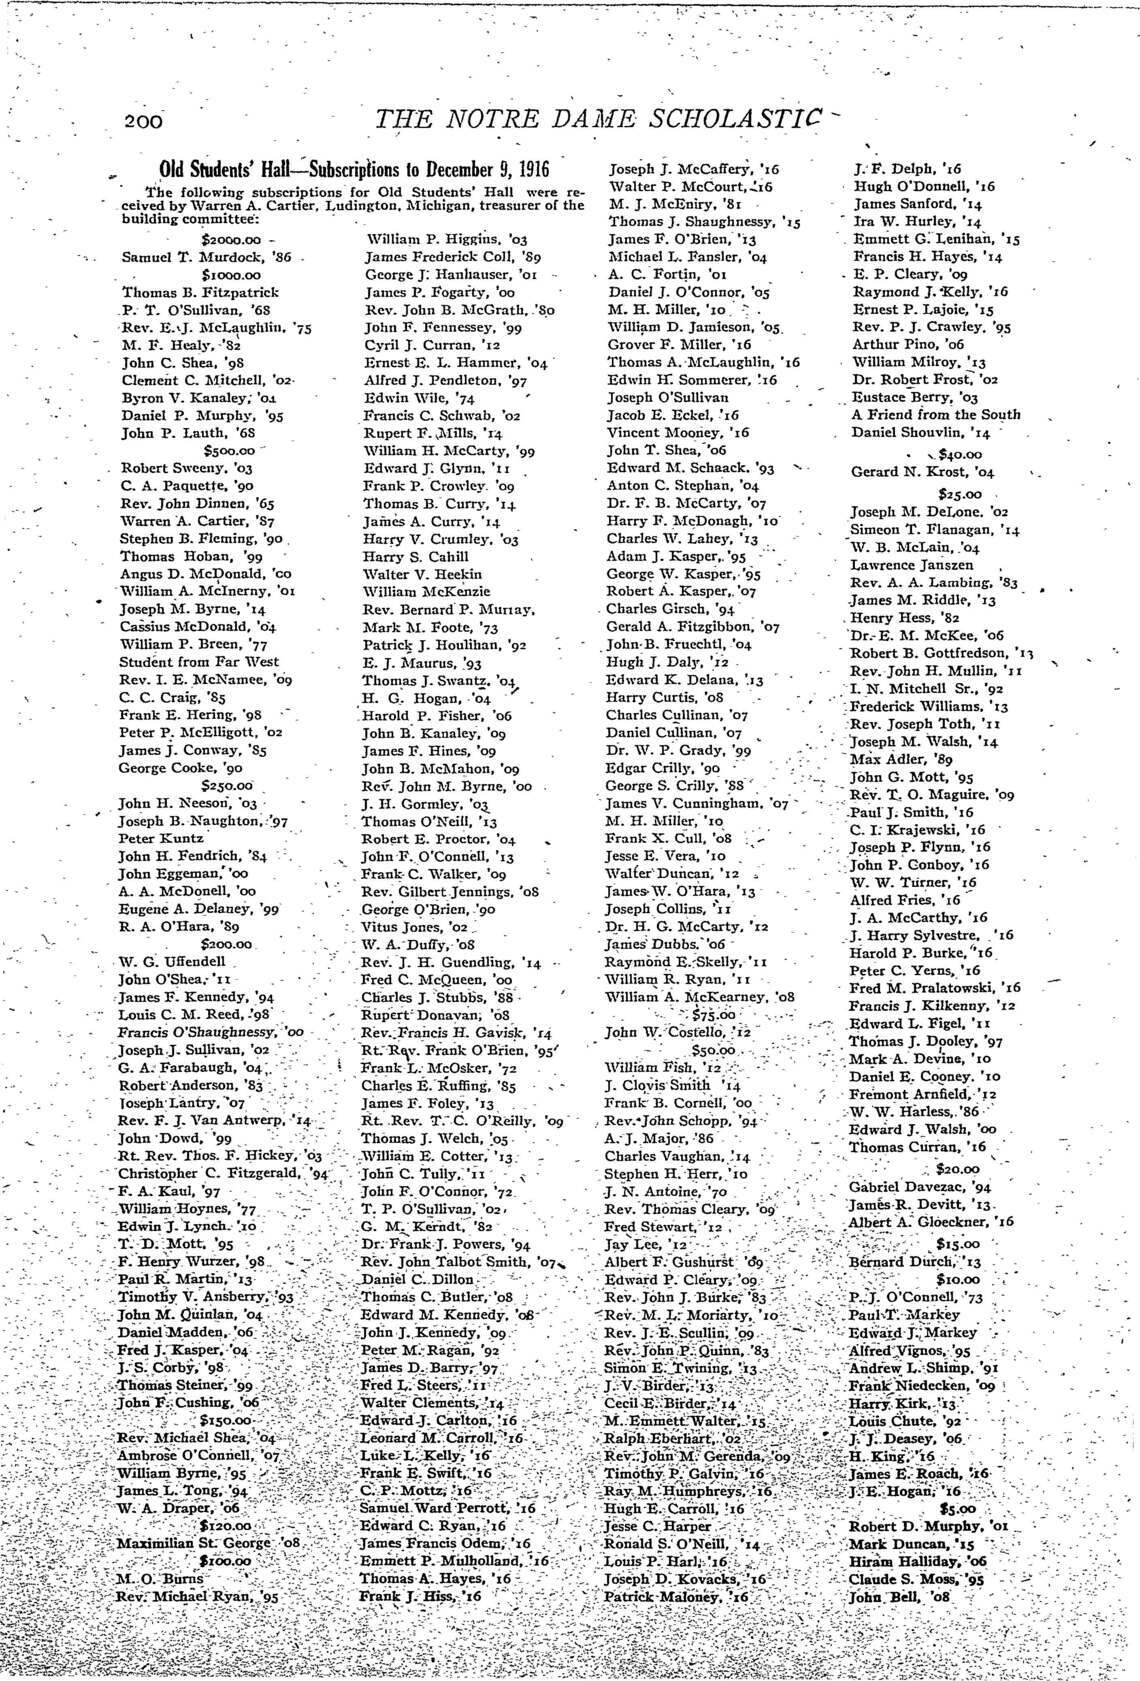 200
THE NOTRE DAME SCHOLASTIC
Old Students' Hall—Subscriptions to December 9, 1916
The following subscriptions for Old Students' Hall were re-
ceived by Warren A. Cartier, Ludington, Michigan, treasurer of the
building committee:
$2000.00
Samuel T. Murdock, '86
$1000.00
Thomas B. Fitzpatrick
P. T. O'Sullivan, '68
Rev. E. J. McLaughlin, '75
M. F. Healy, '82
John C. Shea, '98
Clement C. Mitchell, '02
Byron V. Kanaley, '04
Daniel P. Murphy, '95
John P. Lauth, '68
$500.00
Robert Sweeny, '03
C. A. Paquette, '90
Rev. John Dinnen, '65
Warren A. Cartier, '87
Stephen B. Fleming, '90
Thomas Hoban, '99
Angus D. McDonald, '00
William A. McInerny, '01
Joseph M. Byrne, '14
Cassius McDonald, '04
William P. Breen, '77
Student from Far West
Rev. I. E. McNamee, '09
C. C. Craig, '85
Frank E. Hering, '98
Peter P. McElligott, '02
James J. Conway, '85
George Cooke, '90
$250.00
John H. Neeson, '03
Joseph B. Naughton, '97
Peter Kuntz
John H. Fendrich, '84
John Eggeman, '00
A. A. McDonell, '00
Eugene A. Delaney, '99
R. A. O'Hara, '89
$200.00
W. G. Uffendell
John O'Shea, '11
James F. Kennedy, '94
Louis C. M. Reed, '98
Francis O'Shaughnessy, '00
Joseph J. Sullivan, '02
G. A. Farabaugh, '04
Robert Anderson, '83
Joseph Lantry, '07
Rev. F. J. Van Antwerp, '14
John Dowd, '99
Rt. Rev. Thos. F. Hickey, '03
Christopher C. Fitzgerald, '94
F. A. Kaul, '97
William Hoynes, '77
Edwin J. Lynch, '10
T. D. Mott, '95
F. Henry Wurzer, '98
Paul R. Martin, '13
Timothy V. Ansberry, '93
John M. Quinlan, '04
Daniel Madden, '06
Fred J. Kasper, '04
J. S. Corby, '98
Thomas Steiner, '99
John F. Cushing, '06
$150.00
Rev. Michael Shea, '04
Ambrose O'Connell, '07
William Byrne, '95
James L. Tong, '94
W. A. Draper, '06
$120.00
Maximilian St. George '08
$100.00
M. O. Burns
Rev. Michael Ryan, '95
William P. Higgins, '03
James Frederick Coll, '89
George J. Hanhauser, '01
James P. Fogarty, '00
Rev. John B. McGrath, '80
John F. Fennessey, '99
Cyril J. Curran, '12
Ernest E. L. Hammer, '04
Alfred J. Pendleton, '97
Edwin Wile, '74
Francis C. Schwab, '02
Rupert F. Mills, '14
William H. McCarty, '99
Edward J. Glynn, '11
Frank P. Crowley. '09
Thomas B. Curry, '14
James A. Curry, '14
Harry V. Crumley, '03
Harry S. Cahill
Walter V. Heekin
William McKenzie
Rev. Bernard P. Murray,
Mark M. Foote, '73
Patrick J. Houlihan, '92
E. J. Maurus, '93
Thomas J. Swantz, '04
H. G. Hogan, '04
Harold P. Fisher, '06
John B. Kanaley, '09
James F. Hines, '09
John B. McMahon, '09
Rev. John M. Byrne, '00
J. H. Gormley, '03
Thomas O'Neill, '13
Robert E. Proctor, '04
John F. O'Connell, '13
Frank C. Walker, '09
Rev. Gilbert Jennings, '08
George O'Brien, '90
Vitus Jones, '02
W. A. Duffy, '08
Rev. J. H. Guendling, '14
Fred C. McQueen, '00
Charles J. Stubbs, '88
Rupert Donavan, '08
Rev. Francis H. Gavisk, '14
Rt. Rev. Frank O'Brien, '95
Frank L. McOsker, '72
Charles E. Ruffing, '85
James F. Foley, '13
Rt. Rev. T. C. O'Reilly, '09
Thomas J. Welch, '05
William E. Cotter, '13
John C. Tully, '11
John F. O'Connor, '72
T. P. O'Sullivan, '02
G. M. Kerndt, '82
Dr. Frank J. Powers, '94
Rev. John Talbot Smith, '07
Daniel C. Dillon
Thomas C. Butler, '08
Edward M. Kennedy, '08
John J. Kennedy, '09
Peter M. Ragan, '92
James D. Barry, '97
Fred L. Steers, '11
Walter Clements, '14
Edward J. Carlton, '16
Leonard M. Carroll, '16
Luke L. Kelly, '16
Frank E. Swift, '16
C. P. Mottz, '16
Samuel Ward Perrott, '16
Edward C. Ryan, '16
James Francis Odem, '16
Emmett P. Mulholland, '16
Thomas A. Hayes, '16
Frank J. Hiss, '16
Joseph J. McCaffery, '16
Walter P. McCourt, '16
M. J. McEniry, '81
Thomas J. Shaughnessy, '15
James F. O'Brien, '13
Michael L. Fansler, '04
A. C. Fortin, '01
Daniel J. O'Connor, '05
M. H. Miller, '10
William D. Jamieson, '05
Grover F. Miller, '16
Thomas A. McLaughlin, '16
Edwin H. Sommerer, '16
Joseph O'Sullivan
Jacob E. Eckel, '16
Vincent Mooney, '16
John T. Shea, '06
Edward M. Schaack, '93
Anton C. Stephan, '04
Dr. F. B. McCarty, '07
Harry F. McDonagh, '10
Charles W. Lahey, '13
Adam J. Kasper, '95
George W. Kasper, '95
Robert A. Kasper, '07
Charles Girsch, '94
Gerald A. Fitzgibbon, '07
John B. Fruechtl, '04
Hugh J. Daly, '12
Edward K. Delana, '13
Harry Curtis, '08
Charles Cullinan, '07
Daniel Cullinan, '07
Dr. W. P. Grady, '99
Edgar Crilly, '90
George S. Crilly, '88
James V. Cunningham, '07
M. H. Miller, '10
Frank X. Cull, '08
Jesse E. Vera, '10
Walter Duncan, '12
James W. O'Hara, '13
Joseph Collins, '11
Dr. H. G. McCarty, '12
James Dubbs, '06
Raymond E. Skelly, '11
William R. Ryan, '11
William A. McKearney, '08
$75.00
John W. Costello, '12
$50.00
William Fish, '12
J. Clovis Smith '14
Frank B. Cornell, '00
Rev. John Schopp, '94
A. J. Major, '86
Charles Vaughan, '14
Stephen H. Herr, '10
J. N. Antoine, '70
Rev. Thomas Cleary, '09
Fred Stewart, '12
Jay Lee, '12
Albert F. Gushurst '09
Edward P. Cleary, '09
Rev. John J. Burke, '83
Rev. M. L. Moriarty, '10
Rev. J. E. Scullin, '09
Rev. John P. Quinn, '83
Simon E. Twining, '13
J. V. Birder, '13
Cecil E. Birder, '14
M. Emmett Walter, '15
Ralph Eberhart, '02
Rev. John M. Gerenda, '09
Timothy P. Galvin, '16
Ray M. Humphreys, '16
Hugh E. Carroll, '16
Jesse C. Harper
Ronald S. O'Neill, '14
Louis P. Harl, '16
Joseph D. Kovacks, '16
Patrick Maloney, '16
J. F. Delph, '16
Hugh O'Donnell, '16
James Sanford, '14
Ira W. Hurley, '14
Emmett G. Lenihan, '15
Francis H. Hayes, '14
E. P. Cleary, '09
Raymond J. Kelly, '16
Ernest P. Lajoie, '15
Rev. P. J. Crawley, '95
Arthur Pino, '06
William Milroy, '13
Dr. Robert Frost, '02
Eustace Berry, '03
A Friend from the South
Daniel Shouvlin, '14
$40.00
Gerard N. Krost, '04
$25.00
Joseph M. DeLone, '02
Simeon T. Flanagan, '14
W. B. McLain, '04
Lawrence Janszen
Rev. A. A. Lambing, '83
James M. Riddle, '13
Henry Hess, '82
Dr. E. M. McKee, '06
Robert B. Gottfredson, '13
Rev. John H. Mullin, '11
I. N. Mitchell Sr., '92
Frederick Williams, '13
Rev. Joseph Toth, '11
Joseph M. Walsh, '14
Max Adler, '89
John G. Mott, '95
Rev. T. O. Maguire, '09
Paul J. Smith, '16
C. I. Krajewski, '16
Joseph P. Flynn, '16
John P. Conboy, '16
W. W. Turner, '16
Alfred Fries, '16
J. A. McCarthy, '16
J. Harry Sylvestre, '16
Harold P. Burke, '16
Peter C. Yerns, '16
Fred M. Pralatowski, '16
Francis J. Kilkenny, '12
Edward L. Figel, '11
Thomas J. Dooley, '97
Mark A. Devine, '10
Daniel E. Cooney, '10
Fremont Arnfield, '12
W. W. Harless, '86
Edward J. Walsh, '00
Thomas Curran, '16
$20.00
Gabriel Davezac, '94
James R. Devitt, '13
Albert A. Gloeckner, '16
$15.00
Bernard Durch, '13
$10.00
P. J. O'Connell, '73
Paul T. Markey
Edward J. Markey
Alfred Vignos, '95
Andrew L. Shimp, '91
Frank Niedecken, '09
Harry Kirk, '13
Louis Chute, '92
J. J. Deasey, '06
H. King, '16
James E. Roach, '16
J. E. Hogan, '16
$5.00
Robert D. Murphy, '01
Mark Duncan, '15
Hiram Halliday, '06
Claude S. Moss, '95
John Bell, '08